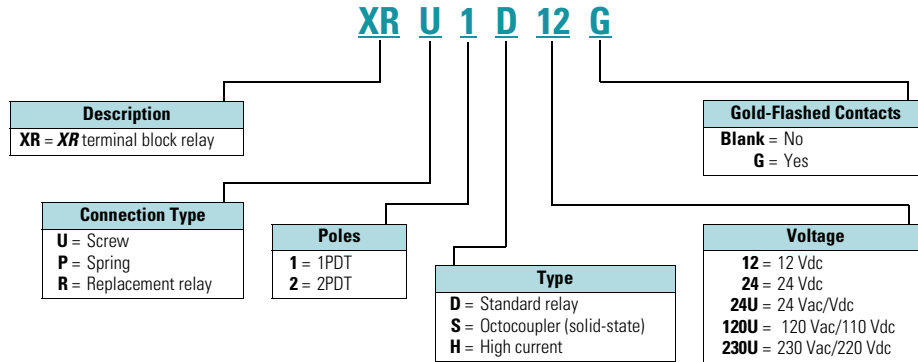 XR U 1 D 12 G
Description
XR = XR terminal block relay
Gold-Flashed Contacts
Blank = No
G = Yes
Connection Type
U = Screw
P = Spring
R = Replacement relay
Poles
1 = 1PDT
2 = 2PDT
Type
D = Standard relay
S = Octocoupler (solid-state)
H = High current
Voltage
12 = 12 Vdc
24 = 24 Vdc
24U = 24 Vac/Vdc
120U = 120 Vac/110 Vdc
230U = 230 Vac/220 Vdc